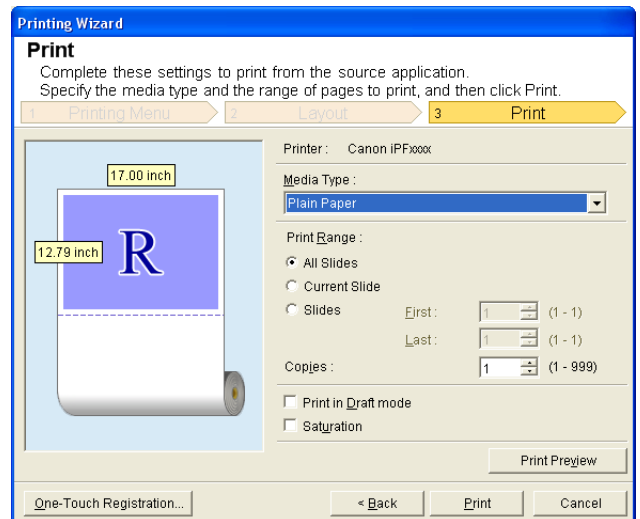 Printing Wizard
Print
Complete these settings to print from the source application.
Specify the media type and the range of pages to print, and then click Print.
1 Printing Menu 2 Layout 3 Print
Printer : Canon iPFxxxx
17.00 inch
Media Type :
Plain Paper
12.79 inch
R
Print Range :
All Slides
Current Slide
Slides First : 1 (1 - 1)
Last : 1 (1 - 1)
Copies : 1 (1 - 999)
Print in Draft mode
Saturation
Print Preview
One-Touch Registration... < Back Print Cancel